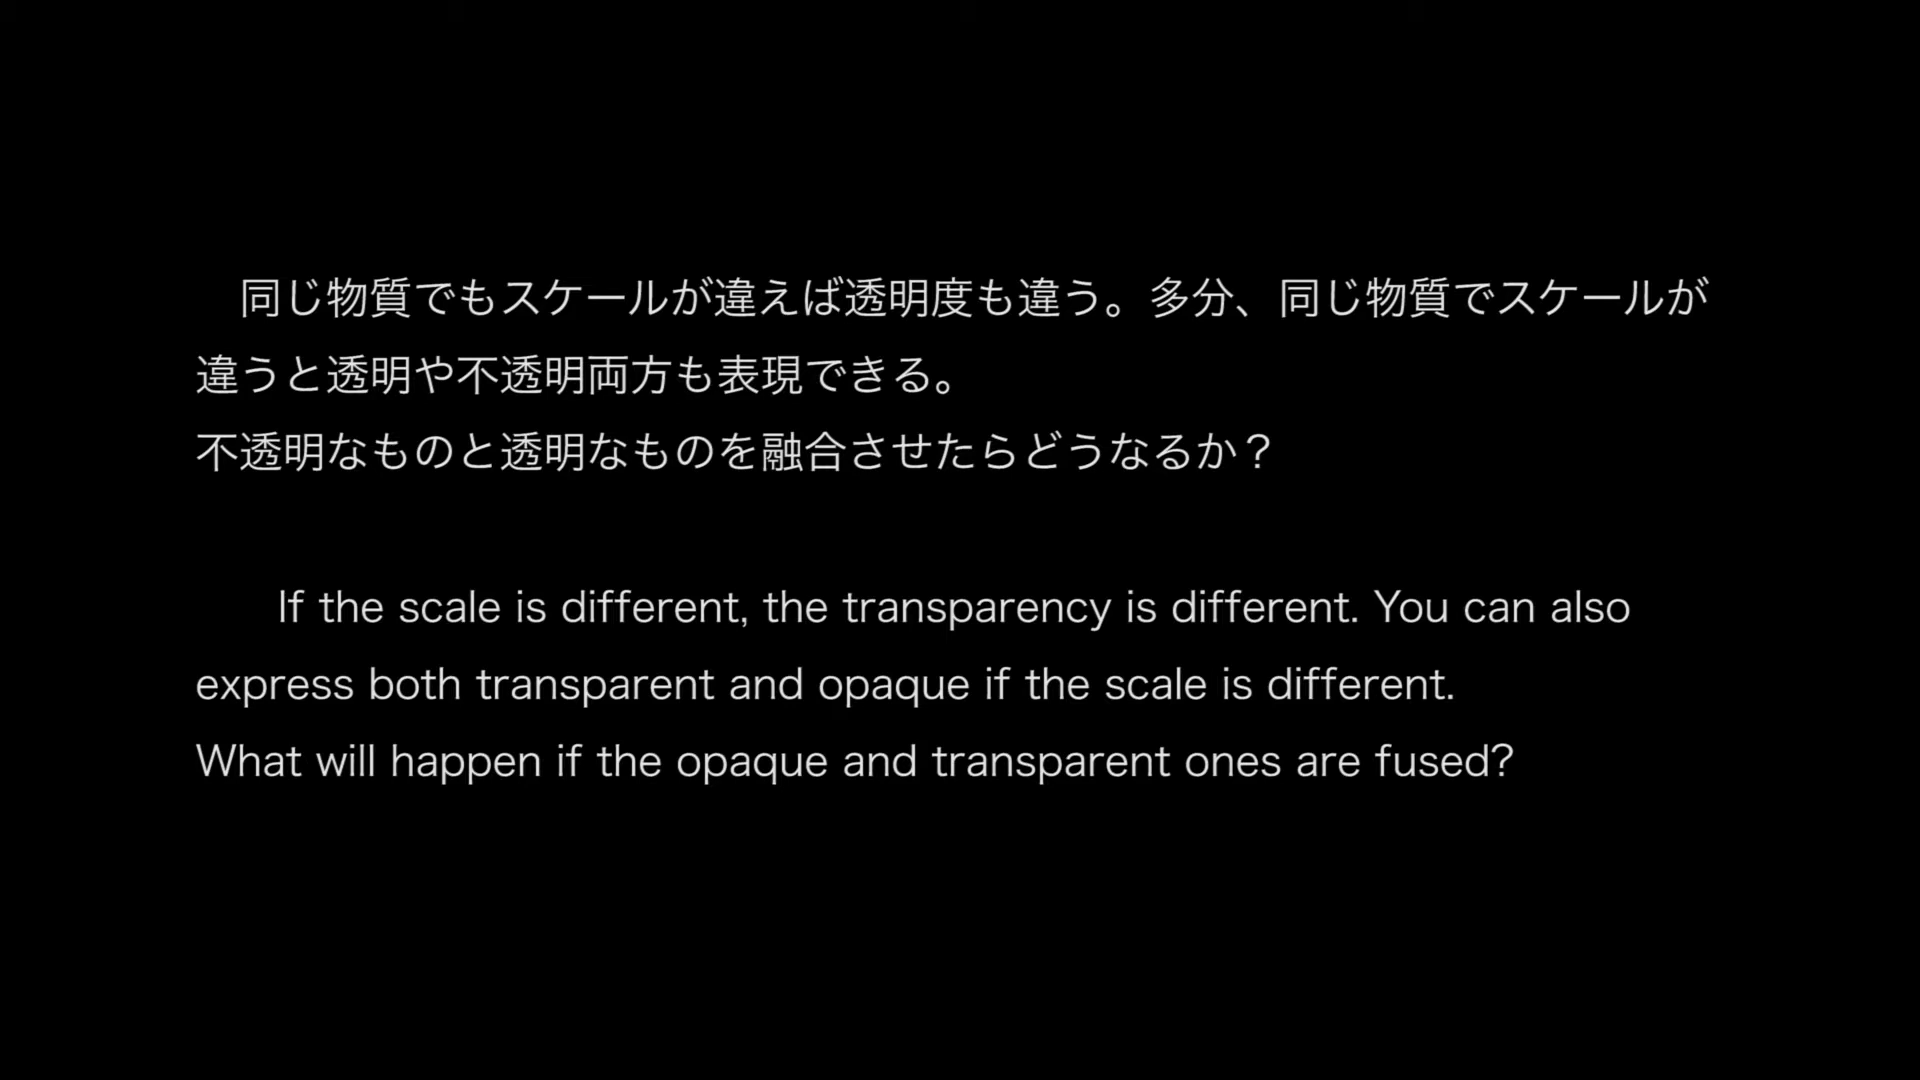 同じ物質でもスケールが違えば透明度も違う。多分、同じ物質でスケールが
違うと透明や不透明両方も表現できる。
不透明なものと透明なものを融合させたらどうなるか？
If the scale is different, the transparency is different. You can also
express both transparent and opaque if the scale is different.
What will happen if the opaque and transparent ones are fused?